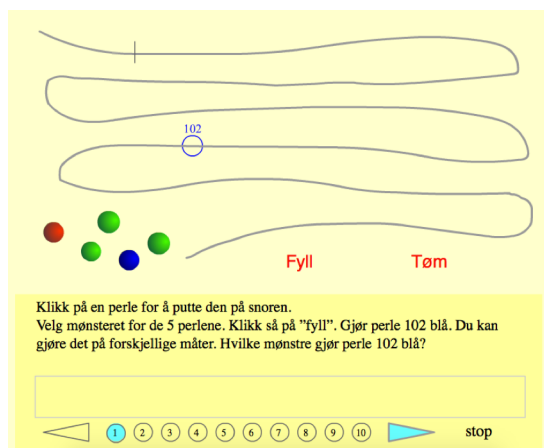 102
Fyll Tøm
Klikk på en perle for å putte den på snoren.
Velg mønsteret for de 5 perlene. Klikk så på ”fyll”. Gjør perle 102 blå. Du kan
gjøre det på forskjellige måter. Hvilke mønstre gjør perle 102 blå?
1 2 3 4 5 6 7 8 9 10 stop